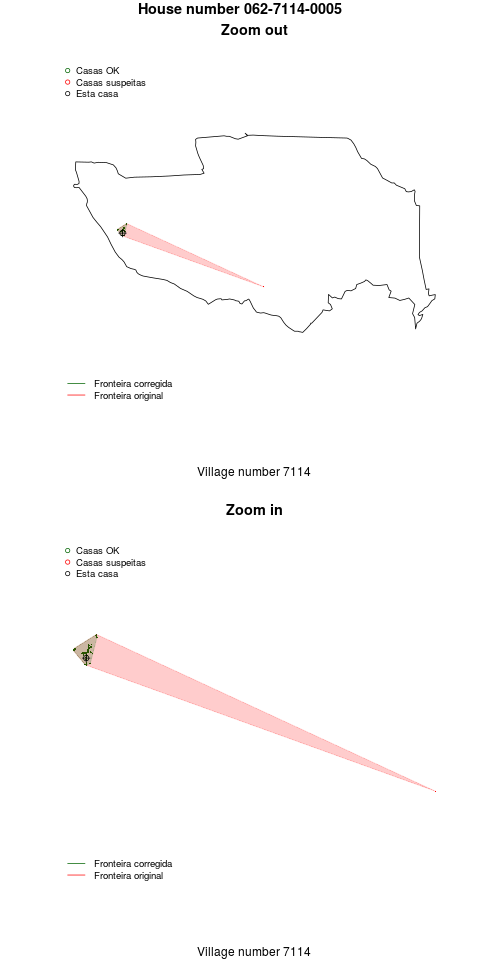 House number 062-7114-0005
Zoom out
Casas OK
Casas suspeitas
Esta casa
Fronteira corregida
Fronteira original
Village number 7114
Zoom in
Casas OK
Casas suspeitas
Esta casa
Fronteira corregida
Fronteira original
Village number 7114